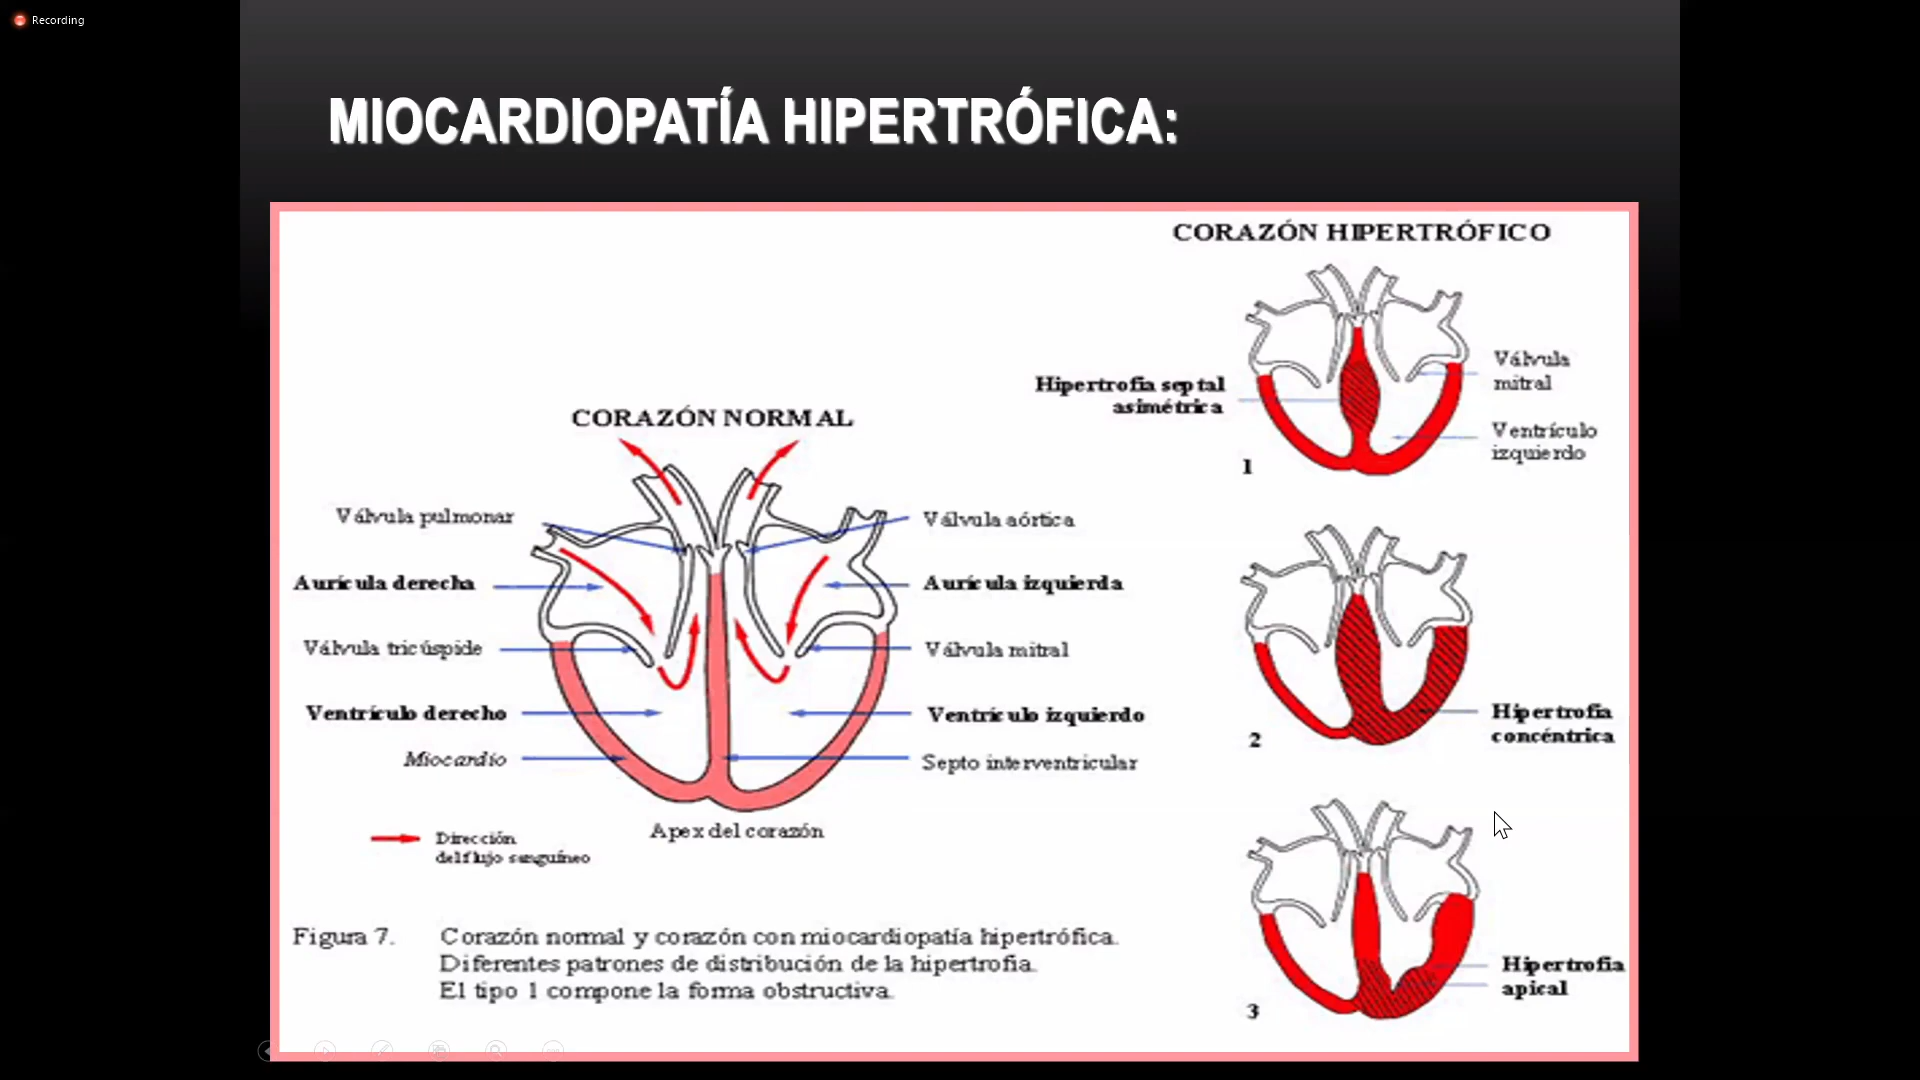 Recording
MIOCARDIOPATÍA HIPERTRÓFICA:
CORAZÓN HIPERTRÓFICO
Hipertrofia septal
asimétrica
Válvula
mitral
Ventrículo
izquierdo
1
CORAZÓN NORMAL
Válvula pulmonar
Aurícula derecha
Válvula tricúspide
Ventrículo derecho
Miocardio
Válvula aórtica
Aurícula izquierda
Válvula mitral
Ventrículo izquierdo
Septo interventricular
Apex del corazón
Dirección
del flujo sanguíneo
Hipertrofia
concéntrica
2
Hipertrofia
apical
3
Figura 7.
Corazón normal y corazón con miocardiopatía hipertrófica.
Diferentes patrones de distribución de la hipertrofia.
El tipo 1 compone la forma obstructiva.